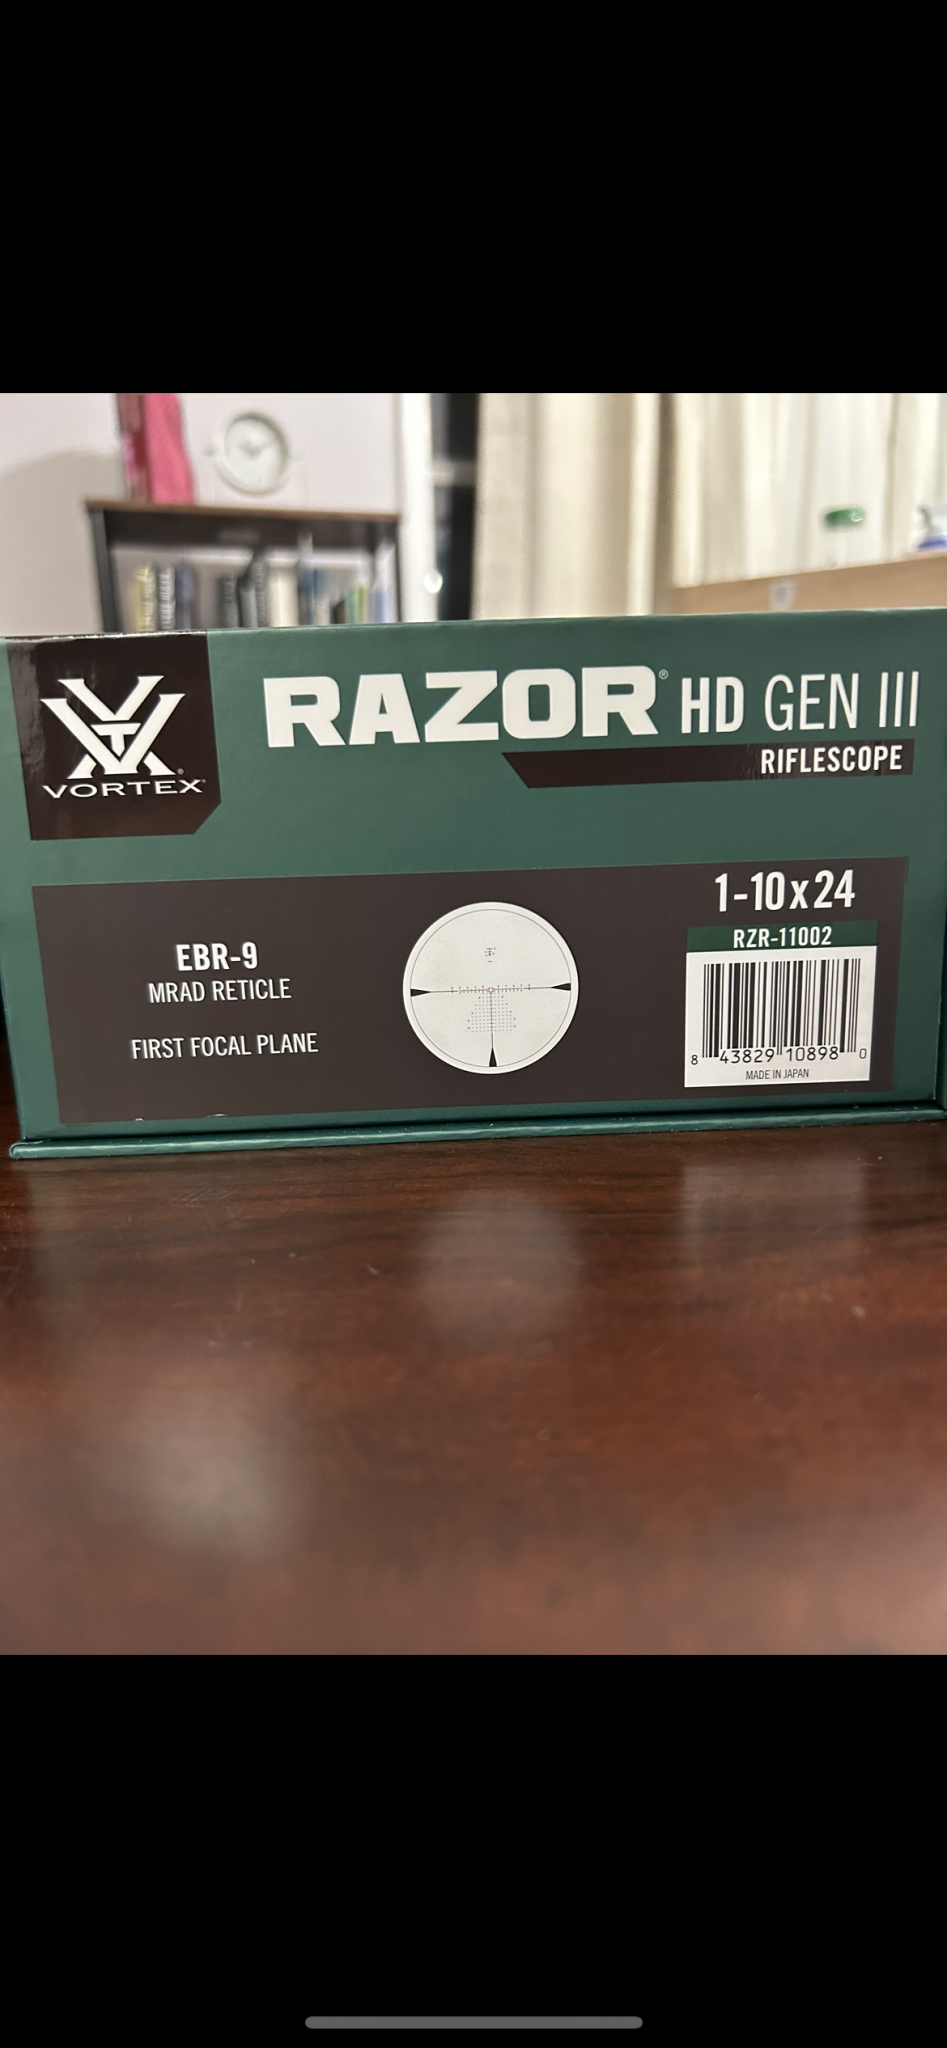 RAZOR® HD GEN III
RIFLESCOPE
VORTEX®
1-10x24
RZR-11002
EBR-9
MRAD RETICLE
FIRST FOCAL PLANE
8 43829 10898 0
MADE IN JAPAN